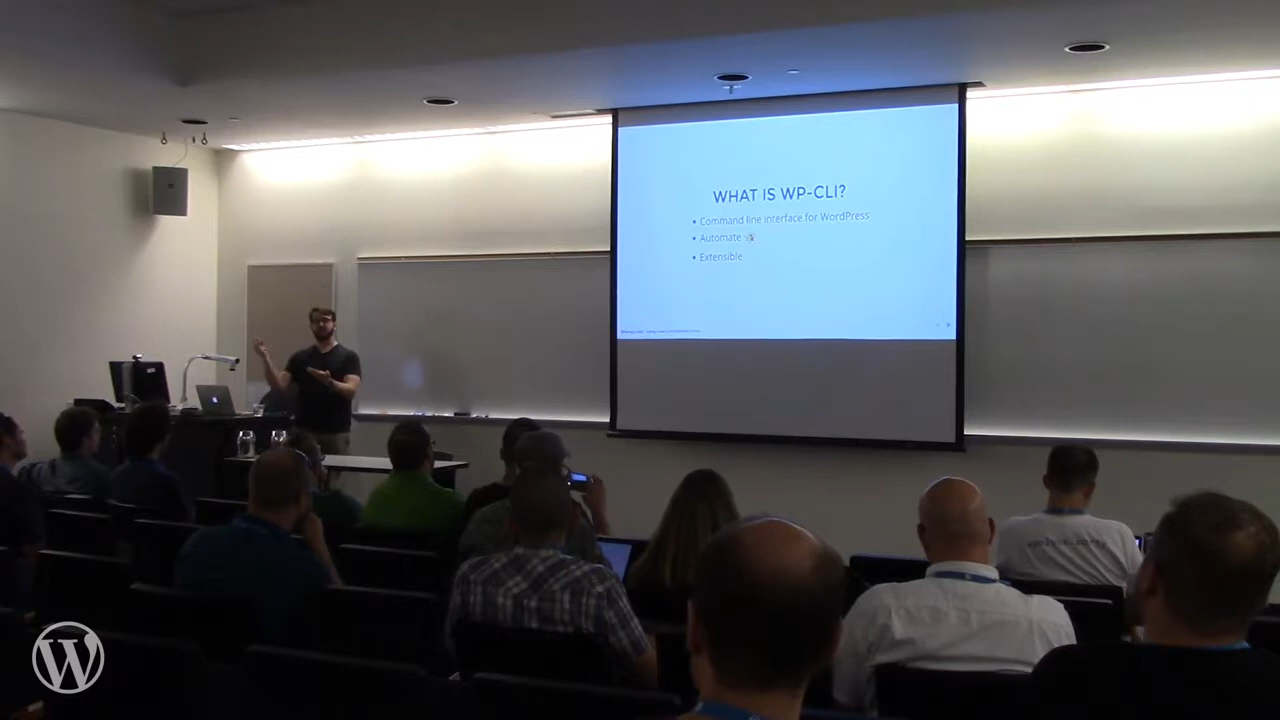 WHAT IS WP-CLI?
• Command line interface for WordPress
• Automate
• Extensible